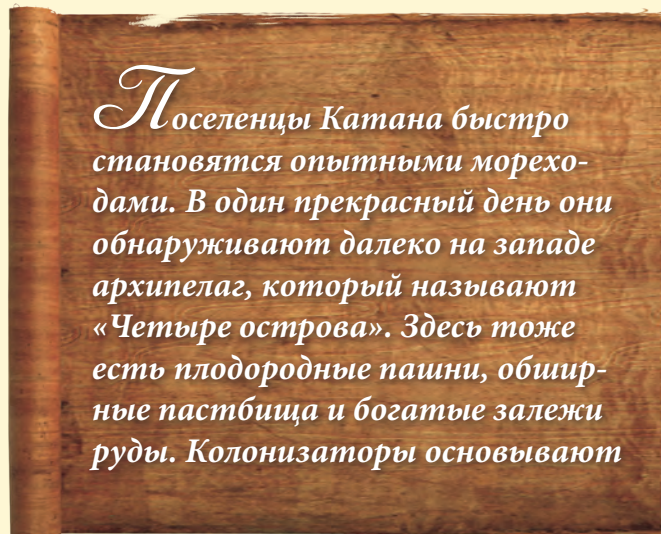 Поселенцы Катана быстро
становятся опытными морехо-
дами. В один прекрасный день они
обнаруживают далеко на западе
архипелаг, который называют
«Четыре острова». Здесь тоже
есть плодородные пашни, обшир-
ные пастбища и богатые залежи
руды. Колонизаторы основывают